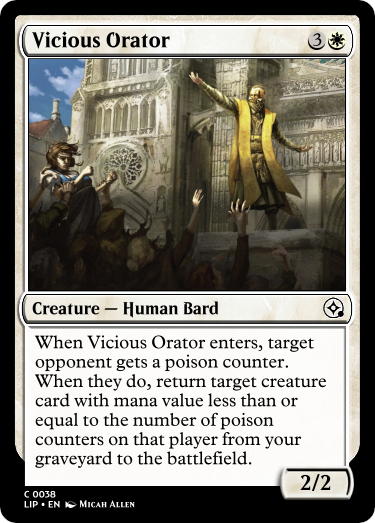 Vicious Orator 3
Creature — Human Bard
When Vicious Orator enters, target
opponent gets a poison counter.
When they do, return target creature
card with mana value less than or
equal to the number of poison
counters on that player from your
graveyard to the battlefield.
2/2
C 0038
LIP • EN Micah Allen